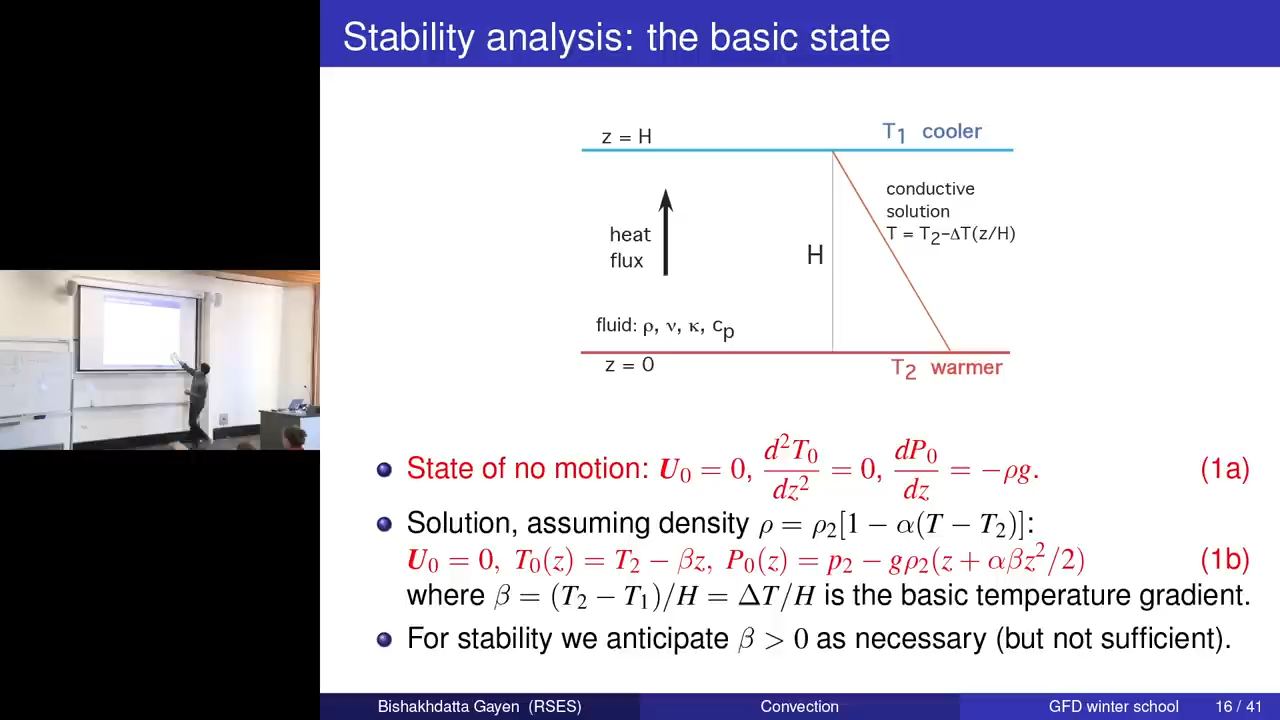 Stability analysis: the basic state
z = H
T₁ cooler
conductive
solution
T = T₂−ΔT(z/H)
heat
flux
H
fluid: ρ, ν, κ, cₚ
z = 0
T₂ warmer
State of no motion: U₀ = 0, d²T₀/dz² = 0, dP₀/dz = −ρg. (1a)
Solution, assuming density ρ = ρ₂[1 − α(T − T₂)]:
U₀ = 0, T₀(z) = T₂ − βz, P₀(z) = p₂ − gρ₂(z + αβz²/2) (1b)
where β = (T₂ − T₁)/H = ΔT/H is the basic temperature gradient.
For stability we anticipate β > 0 as necessary (but not sufficient).
Bishakhdatta Gayen (RSES) Convection GFD winter school 16 / 41